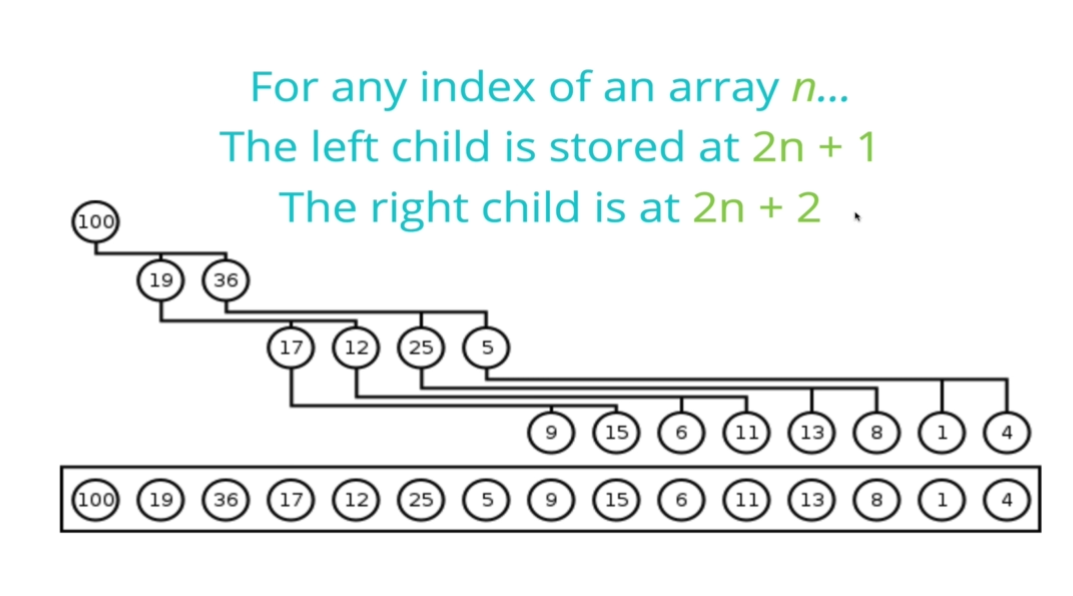 For any index of an array n...
The left child is stored at 2n + 1
The right child is at 2n + 2
100
19 36
17 12 25 5
9 15 6 11 13 8 1 4
100 19 36 17 12 25 5 9 15 6 11 13 8 1 4